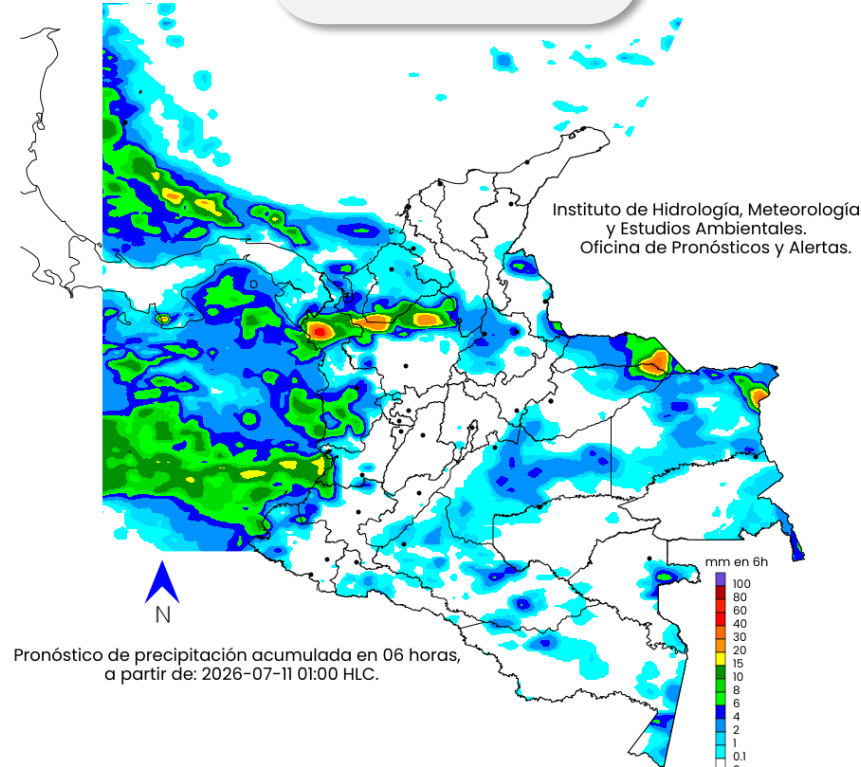 Instituto de Hidrología, Meteorología
y Estudios Ambientales.
Oficina de Pronósticos y Alertas.
mm en 6h
100
80
60
40
30
20
15
10
8
6
4
2
1
0.1
N
Pronóstico de precipitación acumulada en 06 horas,
a partir de: 2026-07-11 01:00 HLC.